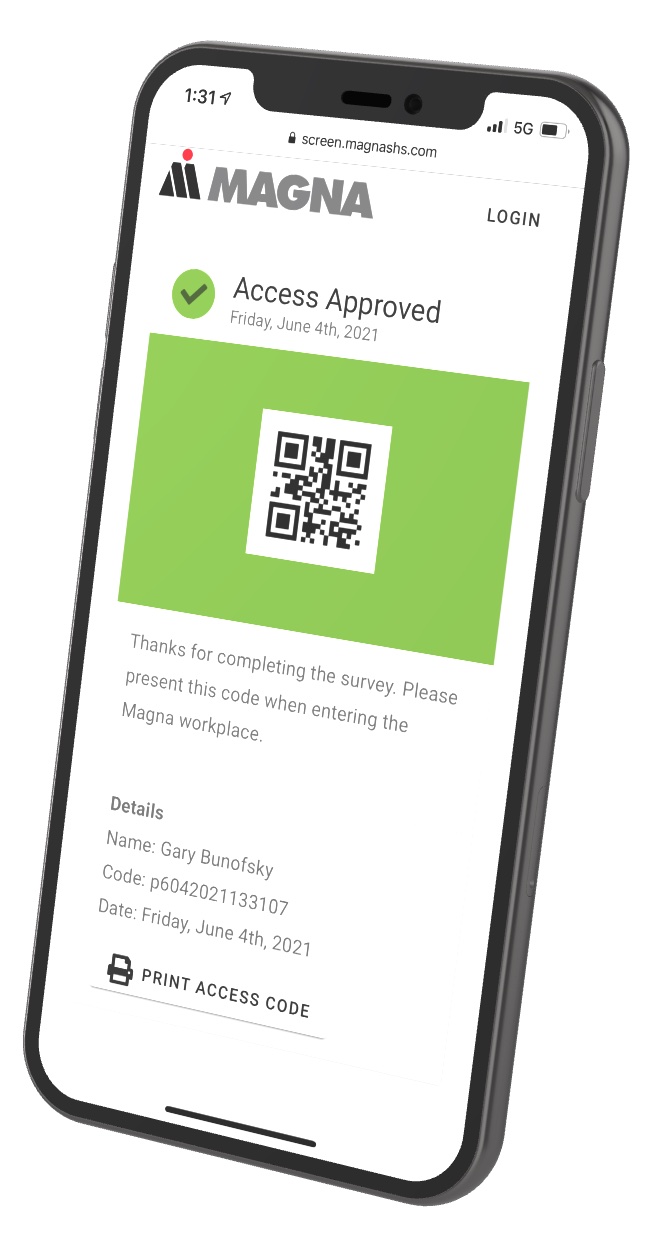 1:31
5G
screen.magnashs.com
MAGNA
LOGIN
Access Approved
Friday, June 4th, 2021
Thanks for completing the survey. Please
present this code when entering the
Magna workplace.
Details
Name: Gary Bunofsky
Code: p6042021133107
Date: Friday, June 4th, 2021
PRINT ACCESS CODE